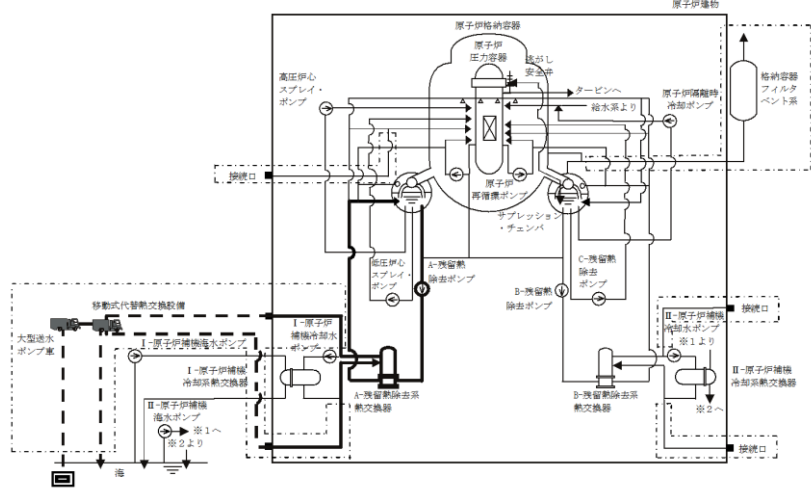 原子炉建物
原子炉格納容器
原子炉
圧力容器
逃がし
安全弁
高圧炉心
スプレイ・
ポンプ
タービンへ
給水系より
原子炉隔離時
冷却ポンプ
格納容器
フィルタ
ベント系
接続口
原子炉
再循環ポンプ
サプレッション
・チェンバ
低圧炉心
スプレイ・
ポンプ
A-残留熱
除去ポンプ
B-残留熱
除去ポンプ
C-残留熱
除去
ポンプ
移動式代替熱交換設備
大型送水
ポンプ車
Ⅰ-原子炉補機海水ポンプ
Ⅰ-原子炉
補機冷却水
ポンプ
Ⅰ-原子炉補機
冷却系熱交換器
Ⅱ-原子炉補機
海水ポンプ
※1へ
※2より
海
A-残留熱除去系
熱交換器
B-残留熱除去系
熱交換器
Ⅱ-原子炉補機
冷却水ポンプ
※1より
接続口
Ⅱ-原子炉補機
冷却系熱交換器
※2へ
接続口